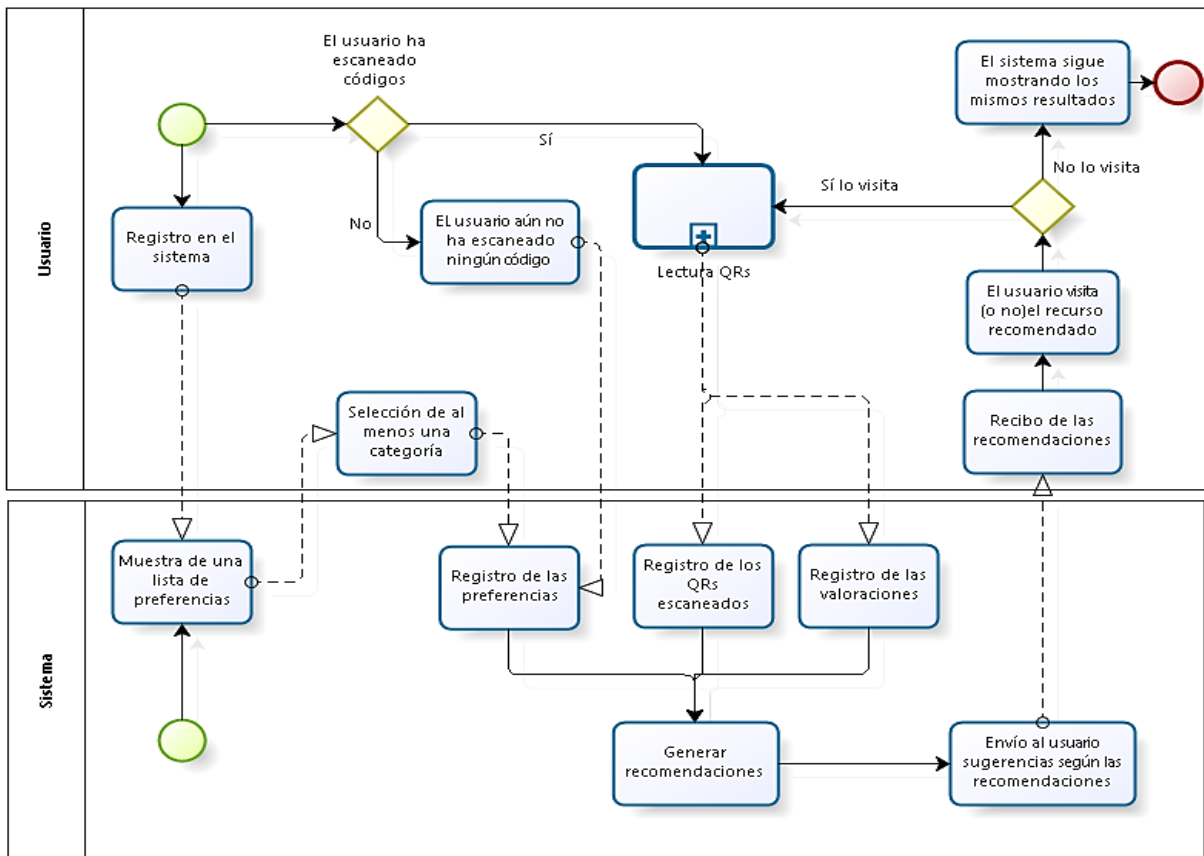 El usuario ha
escaneado
códigos
El sistema sigue
mostrando los
mismos resultados
Sí
No lo visita
Sí lo visita
No
EL usuario aún no
ha escaneado
ningún código
Registro en el
sistema
Usuario
Lectura QRs
El usuario visita
(o no)el recurso
recomendado
Selección de al
menos una
categoría
Recibo de las
recomendaciones
Muestra de una
lista de
preferencias
Registro de las
preferencias
Registro de los
QRs
escaneados
Registro de las
valoraciones
Sistema
Generar
recomendaciones
Envío al usuario
sugerencias según las
recomendaciones